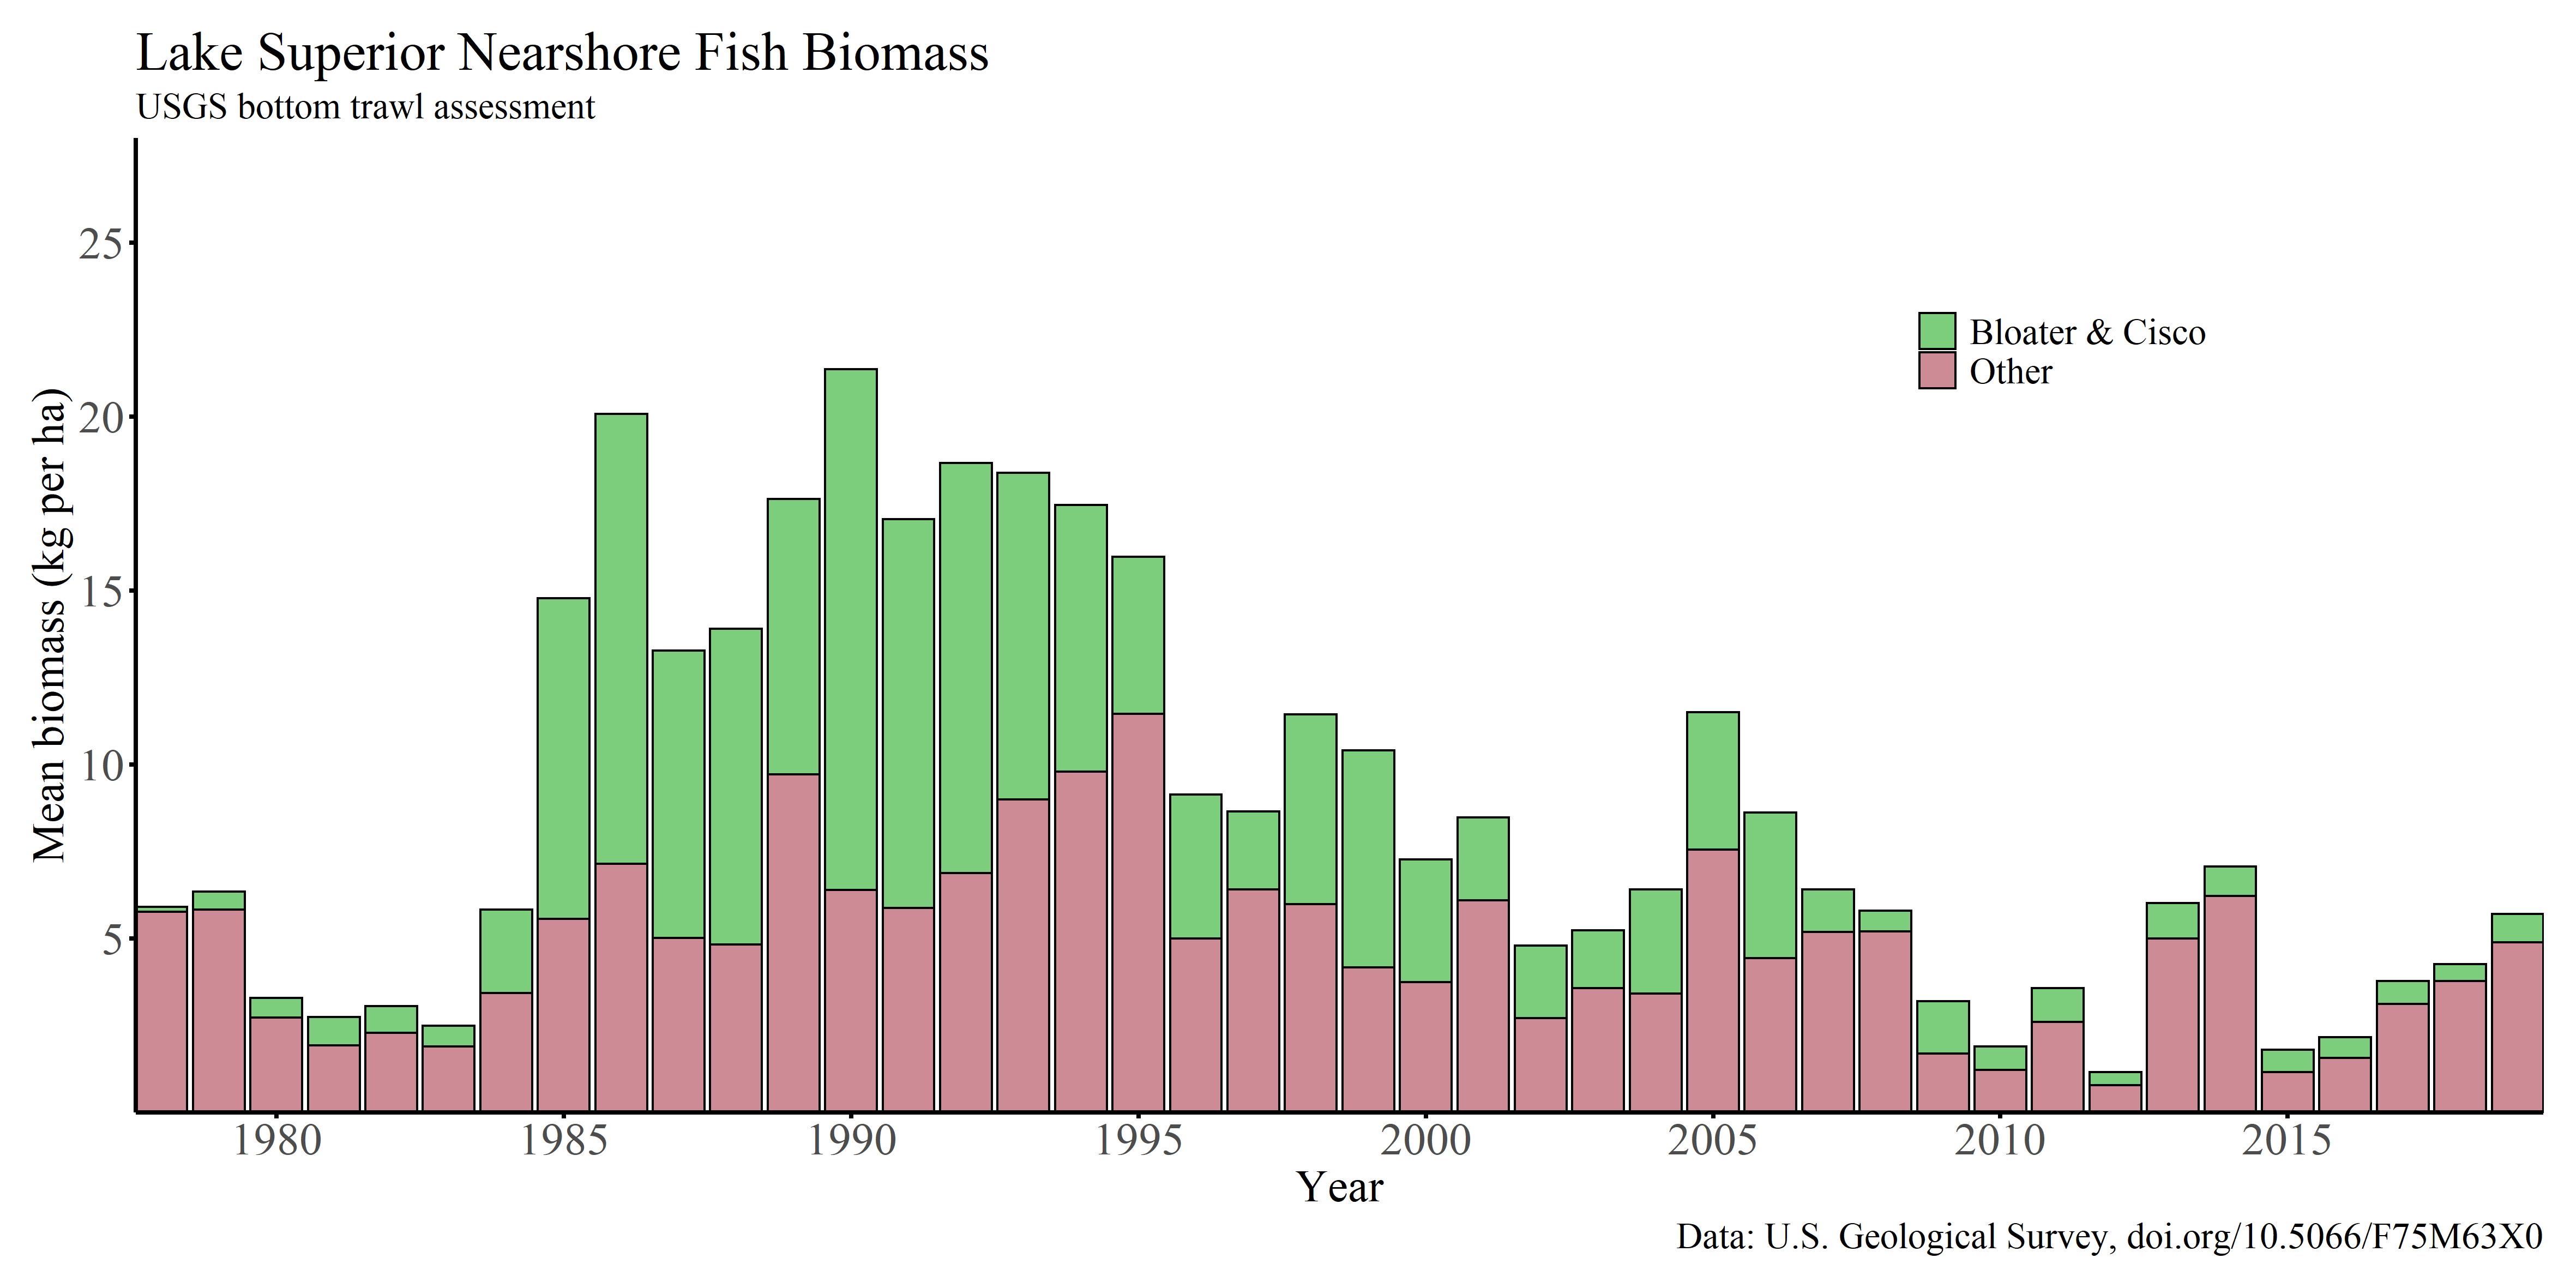 Lake Superior Nearshore Fish Biomass
USGS bottom trawl assessment
Mean biomass (kg per ha)
25
20
15
10
5
Bloater & Cisco
Other
1980 1985 1990 1995 2000 2005 2010 2015
Year
Data: U.S. Geological Survey, doi.org/10.5066/F75M63X0